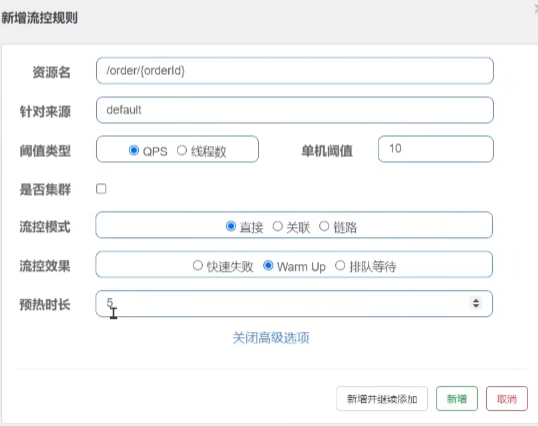 新增流控规则
资源名 /order/{orderId}
针对来源 default
阈值类型 QPS 线程数 单机阈值 10
是否集群
流控模式 直接 关联 链路
流控效果 快速失败 Warm Up 排队等待
预热时长 5
关闭高级选项
新增并继续添加 新增 取消